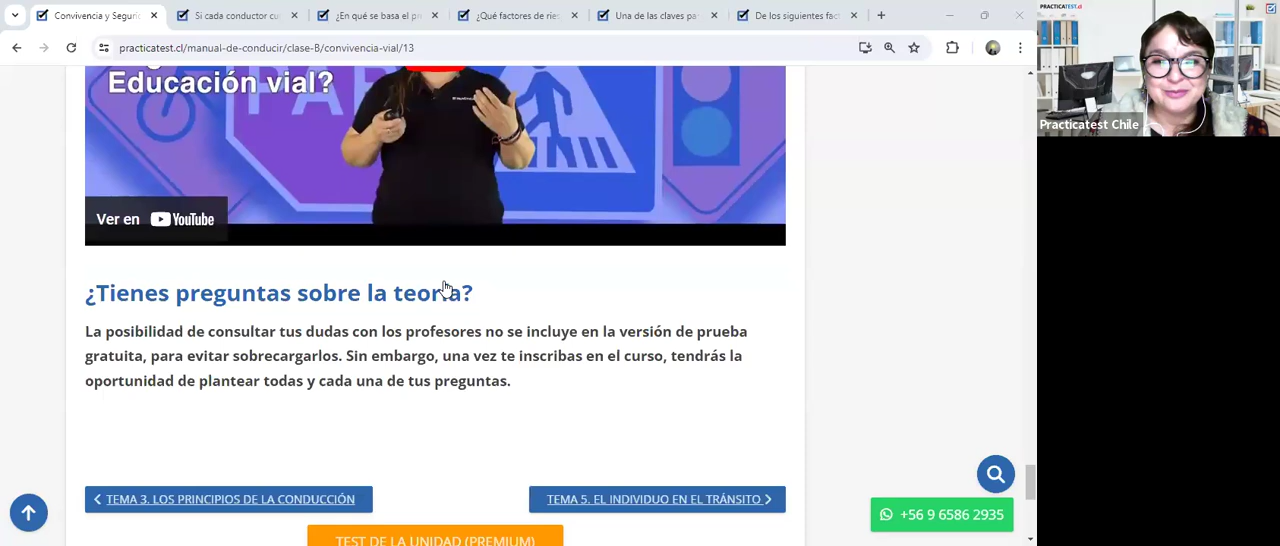 Convivencia y Seguri
Si cada conductor cu
¿En qué se basa el pr
¿Qué factores de rie
Una de las claves pa
De los siguientes fac
practicatest.cl/manual-de-conducir/clase-B/convivencia-vial/13
PRACTICATEST.cl
Practicatest Chile
Educación vial?
Ver en YouTube
¿Tienes preguntas sobre la teoría?
La posibilidad de consultar tus dudas con los profesores no se incluye en la versión de prueba
gratuita, para evitar sobrecargarlos. Sin embargo, una vez te inscribas en el curso, tendrás la
oportunidad de plantear todas y cada una de tus preguntas.
TEMA 3. LOS PRINCIPIOS DE LA CONDUCCIÓN
TEMA 5. EL INDIVIDUO EN EL TRÁNSITO
+56 9 6586 2935
TEST DE LA UNIDAD (PREMIUM)